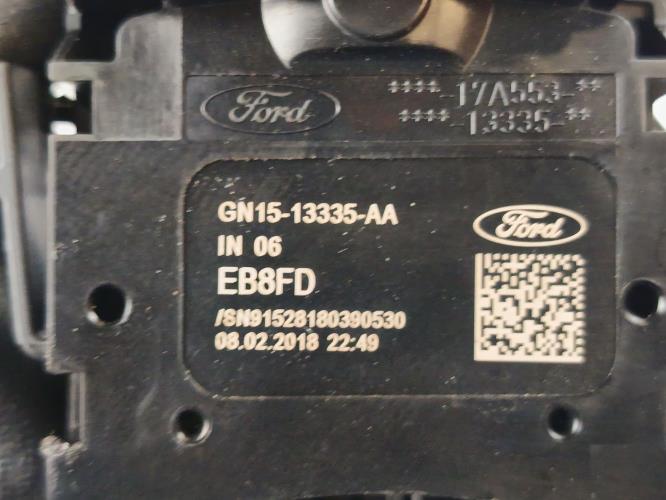 Ford
****-17A553-**
****-13335-**
GN15-13335-AA
Ford
IN 06
EB8FD
/SN91528180390530
08.02.2018 22:49